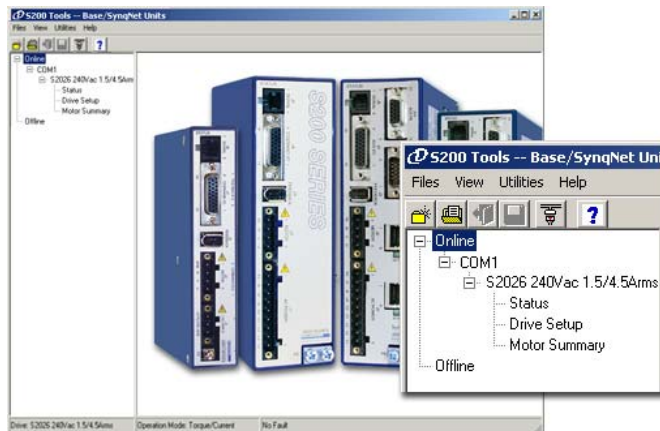 S200 Tools -- Base/SynqNet Units
Files View Utilities Help
?
Online
COM1
S2026 240Vac 1.5/4.5Arms
Status
Drive Setup
Motor Summary
Offline
S200 SERIES
S200 Tools -- Base/SynqNet Uni
Files View Utilities Help
?
Online
COM1
S2026 240Vac 1.5/4.5Arms
Status
Drive Setup
Motor Summary
Offline
Drive: S2026 240Vac 1.5/4.5Arms Operation Mode: Torque/Current No Fault